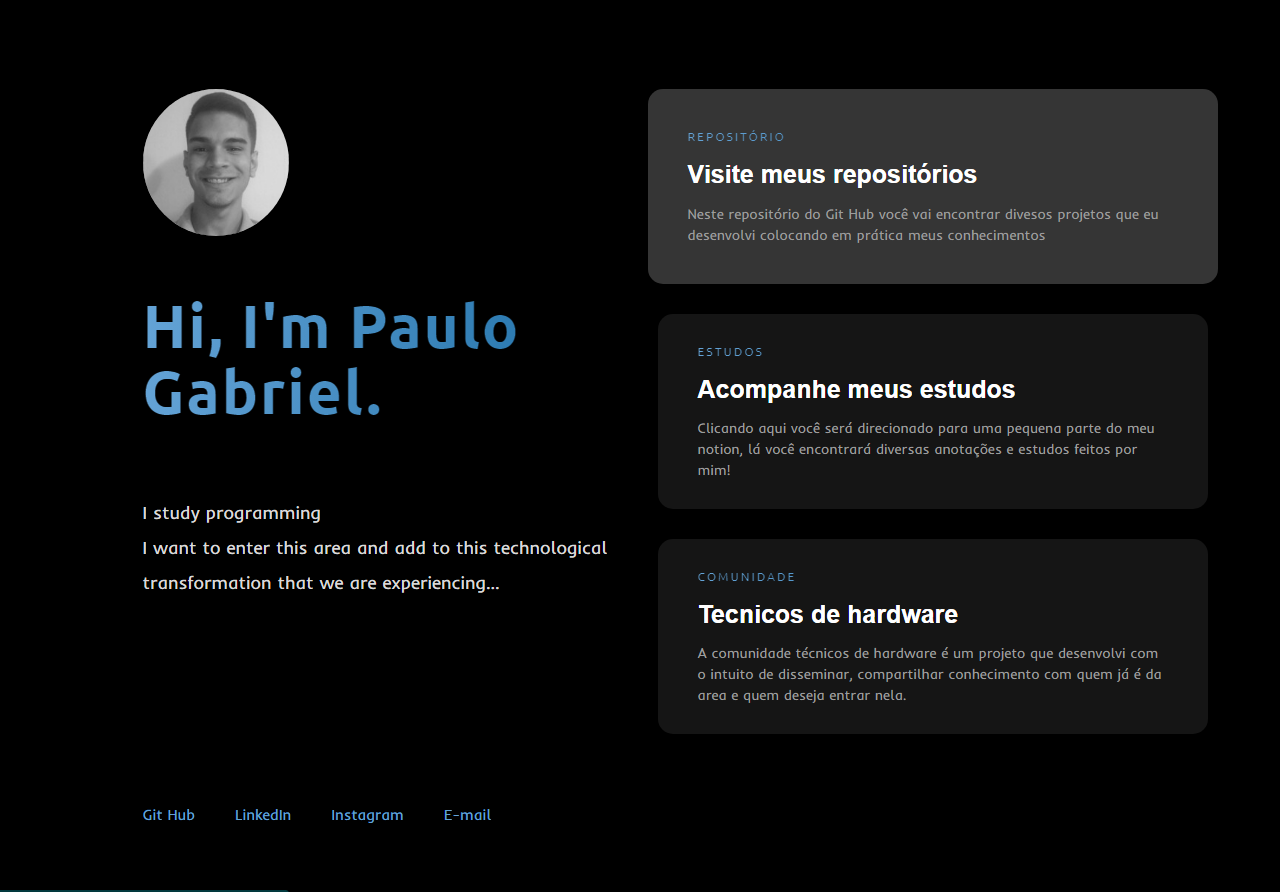 Hi, I'm Paulo
Gabriel.
I study programming
I want to enter this area and add to this technological
transformation that we are experiencing...
Git Hub
LinkedIn
Instagram
E-mail
REPOSITÓRIO
Visite meus repositórios
Neste repositório do Git Hub você vai encontrar divesos projetos que eu
desenvolvi colocando em prática meus conhecimentos
ESTUDOS
Acompanhe meus estudos
Clicando aqui você será direcionado para uma pequena parte do meu
notion, lá você encontrará diversas anotações e estudos feitos por
mim!
COMUNIDADE
Tecnicos de hardware
A comunidade técnicos de hardware é um projeto que desenvolvi com
o intuito de disseminar, compartilhar conhecimento com quem já é da
area e quem deseja entrar nela.